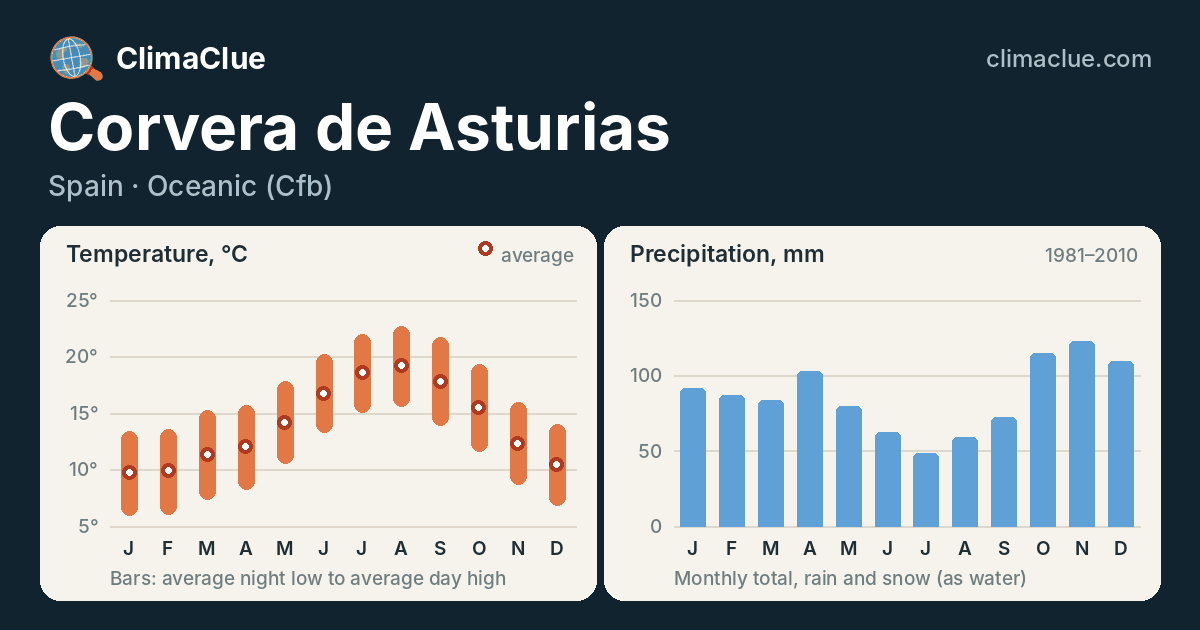 ClimaClue
climaclue.com
Corvera de Asturias
Spain · Oceanic (Cfb)
Temperature, °C
average
25°
20°
15°
10°
5°
J F M A M J J A S O N D
Bars: average night low to average day high
Precipitation, mm
1981–2010
150
100
50
0
J F M A M J J A S O N D
Monthly total, rain and snow (as water)